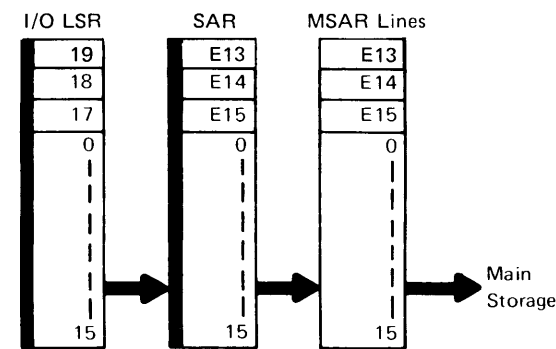 I/O LSR SAR MSAR Lines
19 E13 E13
18 E14 E14
17 E15 E15
0 0 0
Main
Storage
15 15 15